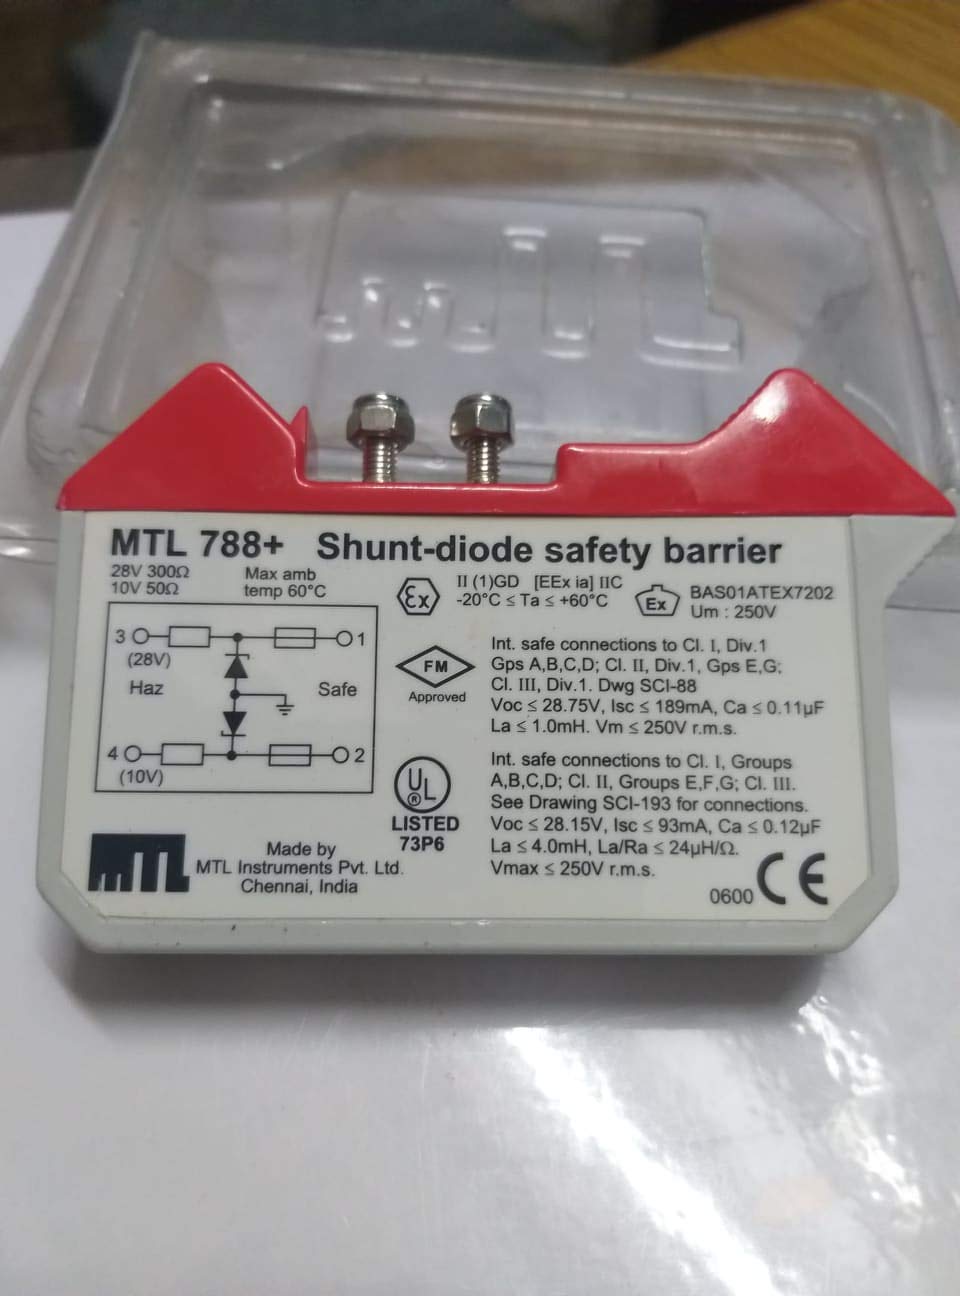 MTL
MTL 788+ Shunt-diode safety barrier
28V 300Ω
10V 50Ω
Max amb
temp 60°C
3
(28V)
1
Haz
Safe
4
(10V)
2
Ex
II (1)GD [EEx ia] IIC
-20°C ≤ Ta ≤ +60°C
Ex
BAS01ATEX7202
Um : 250V
FM
Approved
Int. safe connections to Cl. I, Div.1
Gps A,B,C,D; Cl. II, Div.1, Gps E,G;
Cl. III, Div.1. Dwg SCI-88
Voc ≤ 28.75V, Isc ≤ 189mA, Ca ≤ 0.11µF
La ≤ 1.0mH. Vm ≤ 250V r.m.s.
UL
®
LISTED
73P6
Int. safe connections to Cl. I, Groups
A,B,C,D; Cl. II, Groups E,F,G; Cl. III.
See Drawing SCI-193 for connections.
Voc ≤ 28.15V, Isc ≤ 93mA, Ca ≤ 0.12µF
La ≤ 4.0mH, La/Ra ≤ 24µH/Ω.
Vmax ≤ 250V r.m.s.
MTL
Made by
MTL Instruments Pvt. Ltd.
Chennai, India
0600 CE